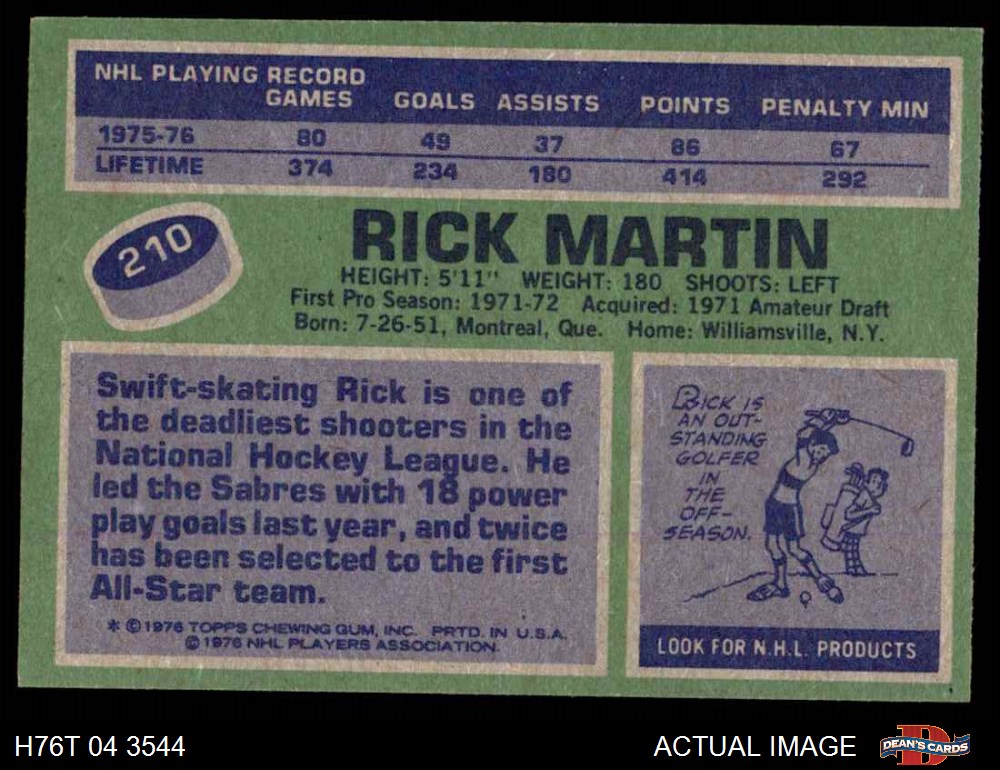 NHL PLAYING RECORD
GAMES GOALS ASSISTS POINTS PENALTY MIN
1975-76 80 49 37 86 67
LIFETIME 374 234 180 414 292
210
RICK MARTIN
HEIGHT: 5'11" WEIGHT: 180 SHOOTS: LEFT
First Pro Season: 1971-72 Acquired: 1971 Amateur Draft
Born: 7-26-51, Montreal, Que. Home: Williamsville, N.Y.
Swift-skating Rick is one of
the deadliest shooters in the
National Hockey League. He
led the Sabres with 18 power
play goals last year, and twice
has been selected to the first
All-Star team.
* ©1976 TOPPS CHEWING GUM, INC. PRTD. IN U.S.A.
©1976 NHL PLAYERS ASSOCIATION.
RICK IS
AN OUT-
STANDING
GOLFER
IN
THE
OFF-
SEASON.
LOOK FOR N.H.L. PRODUCTS
H76T 04 3544
ACTUAL IMAGE
DEAN'S CARDS